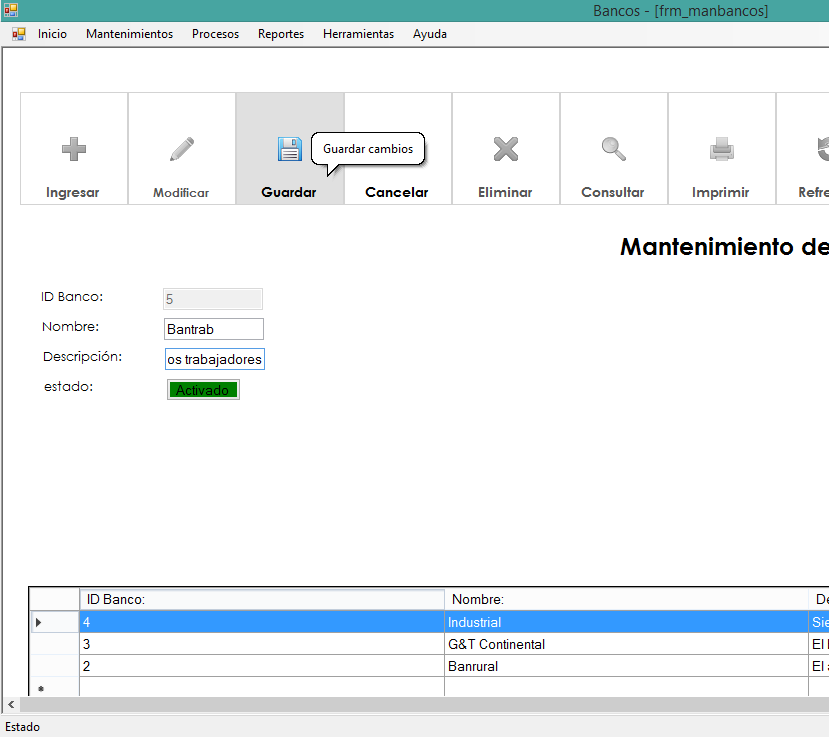 Bancos - [frm_manbancos]
Inicio Mantenimientos Procesos Reportes Herramientas Ayuda
Guardar cambios
Ingresar Modificar Guardar Cancelar Eliminar Consultar Imprimir Refre
Mantenimiento de
ID Banco: 5
Nombre: Bantrab
Descripción: os trabajadores
estado: Activado
ID Banco: Nombre: De
4 Industrial Sie
3 G&T Continental El
2 Banrural El a
Estado